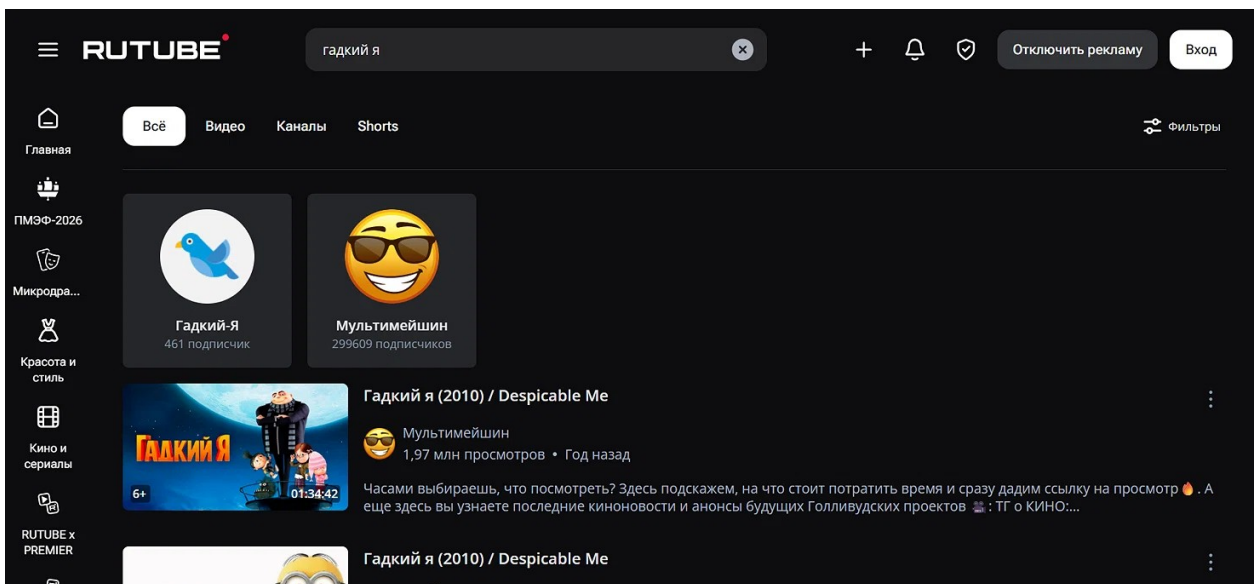 RUTUBE
гадкий я
Отключить рекламу
Вход
Всё
Видео
Каналы
Shorts
Фильтры
Главная
ПМЭФ-2026
Микродра...
Красота и
стиль
Кино и
сериалы
RUTUBE x
PREMIER
Гадкий-Я
461 подписчик
Мультимейшин
299609 подписчиков
ГАДКИЙ Я
6+
01:34:42
Гадкий я (2010) / Despicable Me
Мультимейшин
1,97 млн просмотров • Год назад
Часами выбираешь, что посмотреть? Здесь подскажем, на что стоит потратить время и сразу дадим ссылку на просмотр 🔥 . А
еще здесь вы узнаете последние киноновости и анонсы будущих Голливудских проектов 🎥 : ТГ о КИНО:...
Гадкий я (2010) / Despicable Me